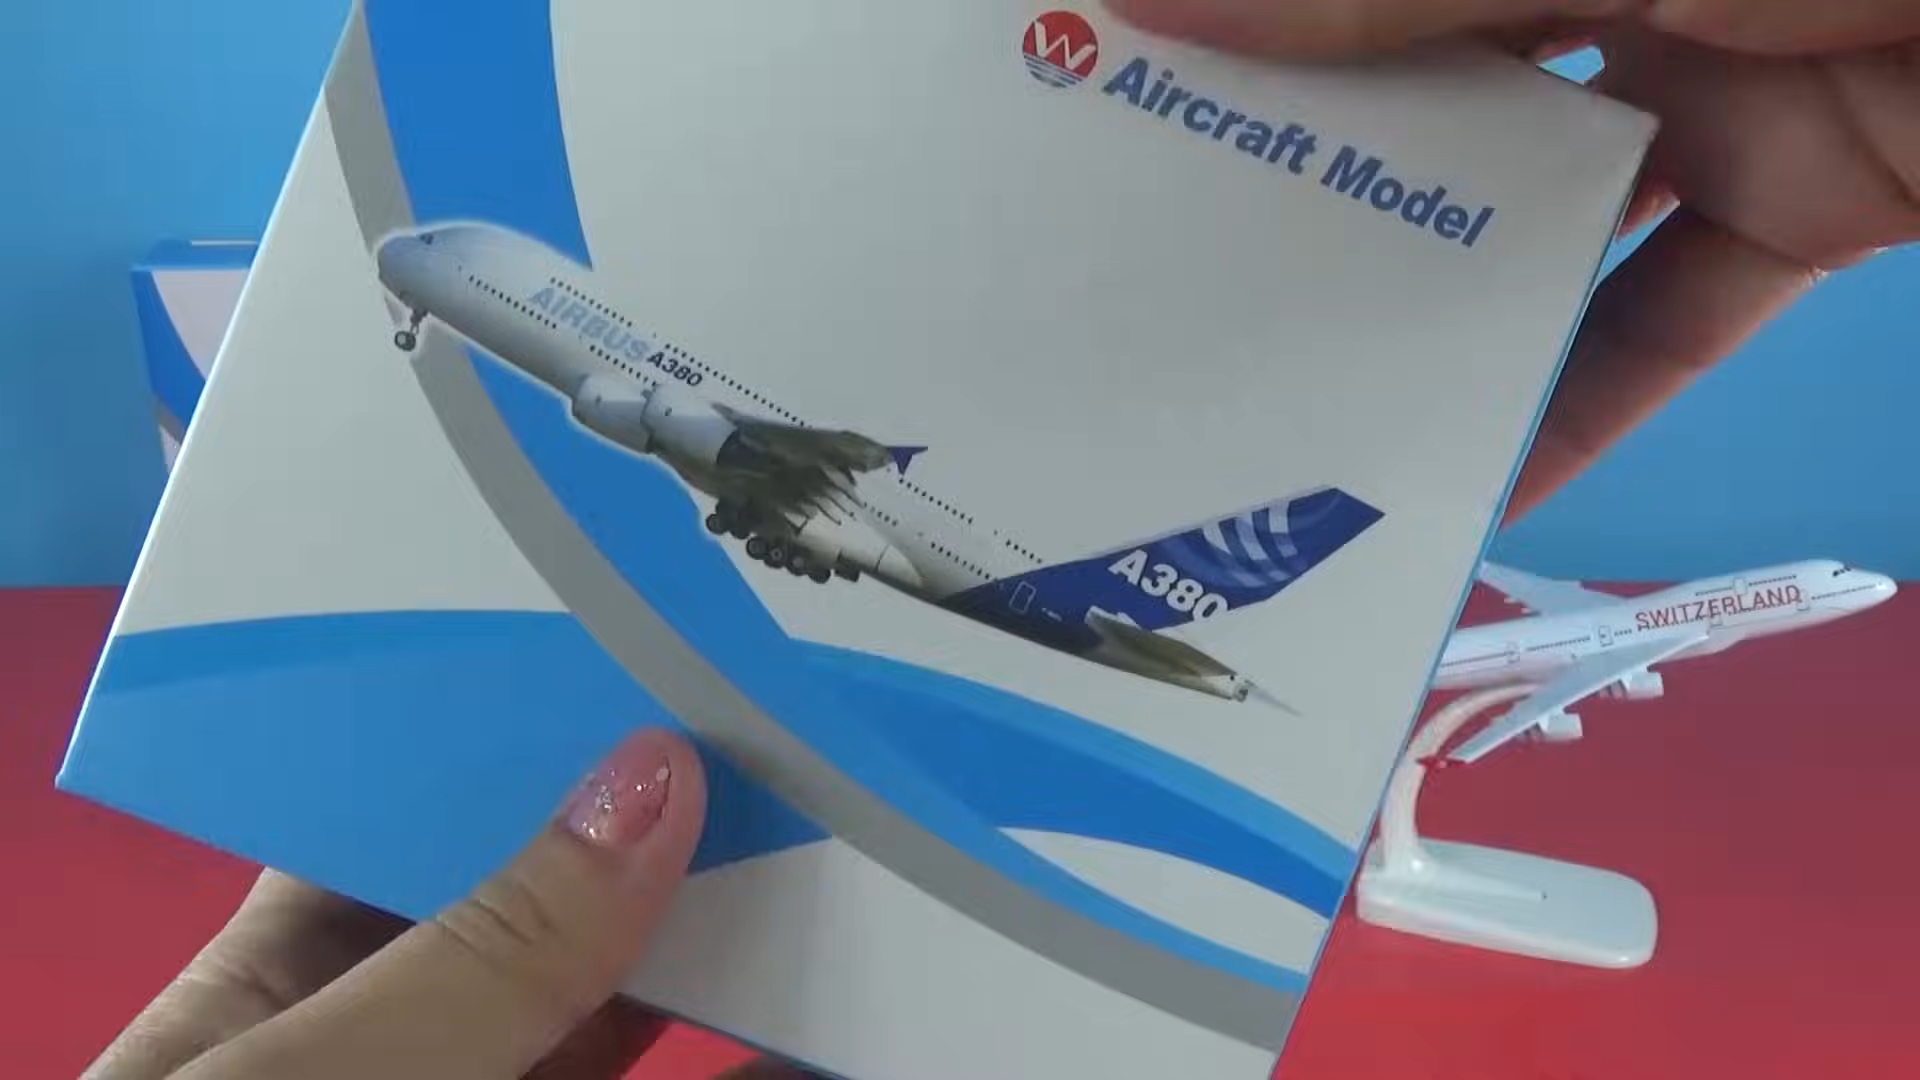 W
Aircraft Model
AIRBUS A380
A380
SWITZERLAND